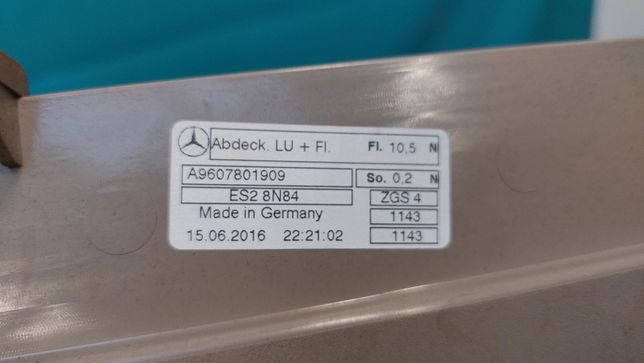 Abdeck. LU + Fl. Fl. 10,5 N
A9607801909 So. 0,2 N
ES2 8N84 ZGS 4
Made in Germany 1143
15.06.2016 22:21:02 1143